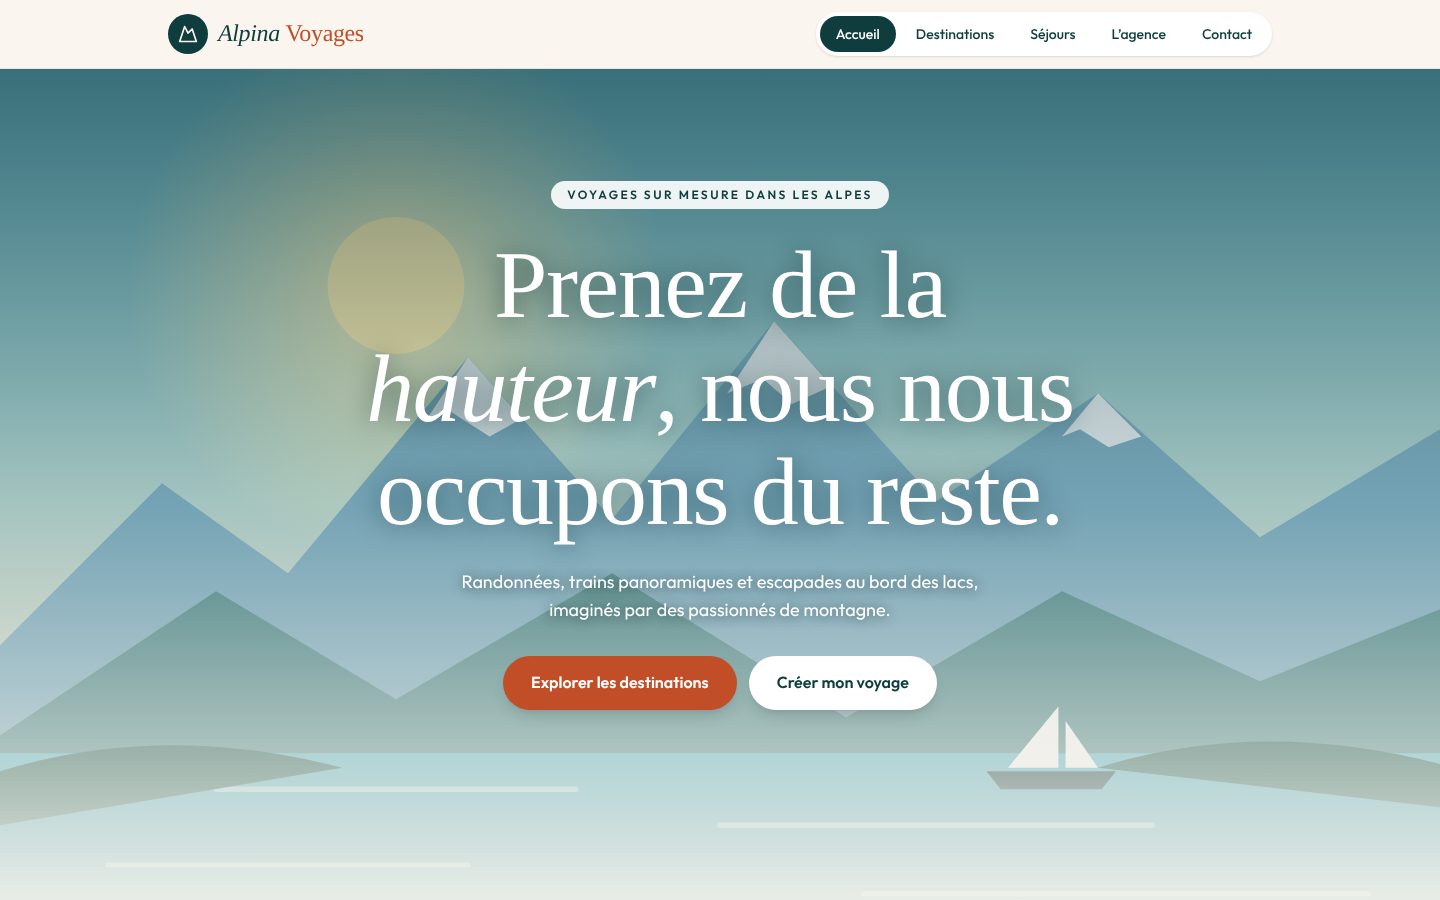 Alpina Voyages
Accueil Destinations Séjours L'agence Contact
VOYAGES SUR MESURE DANS LES ALPES
Prenez de la
hauteur, nous nous
occupons du reste.
Randonnées, trains panoramiques et escapades au bord des lacs,
imaginés par des passionnés de montagne.
Explorer les destinations Créer mon voyage